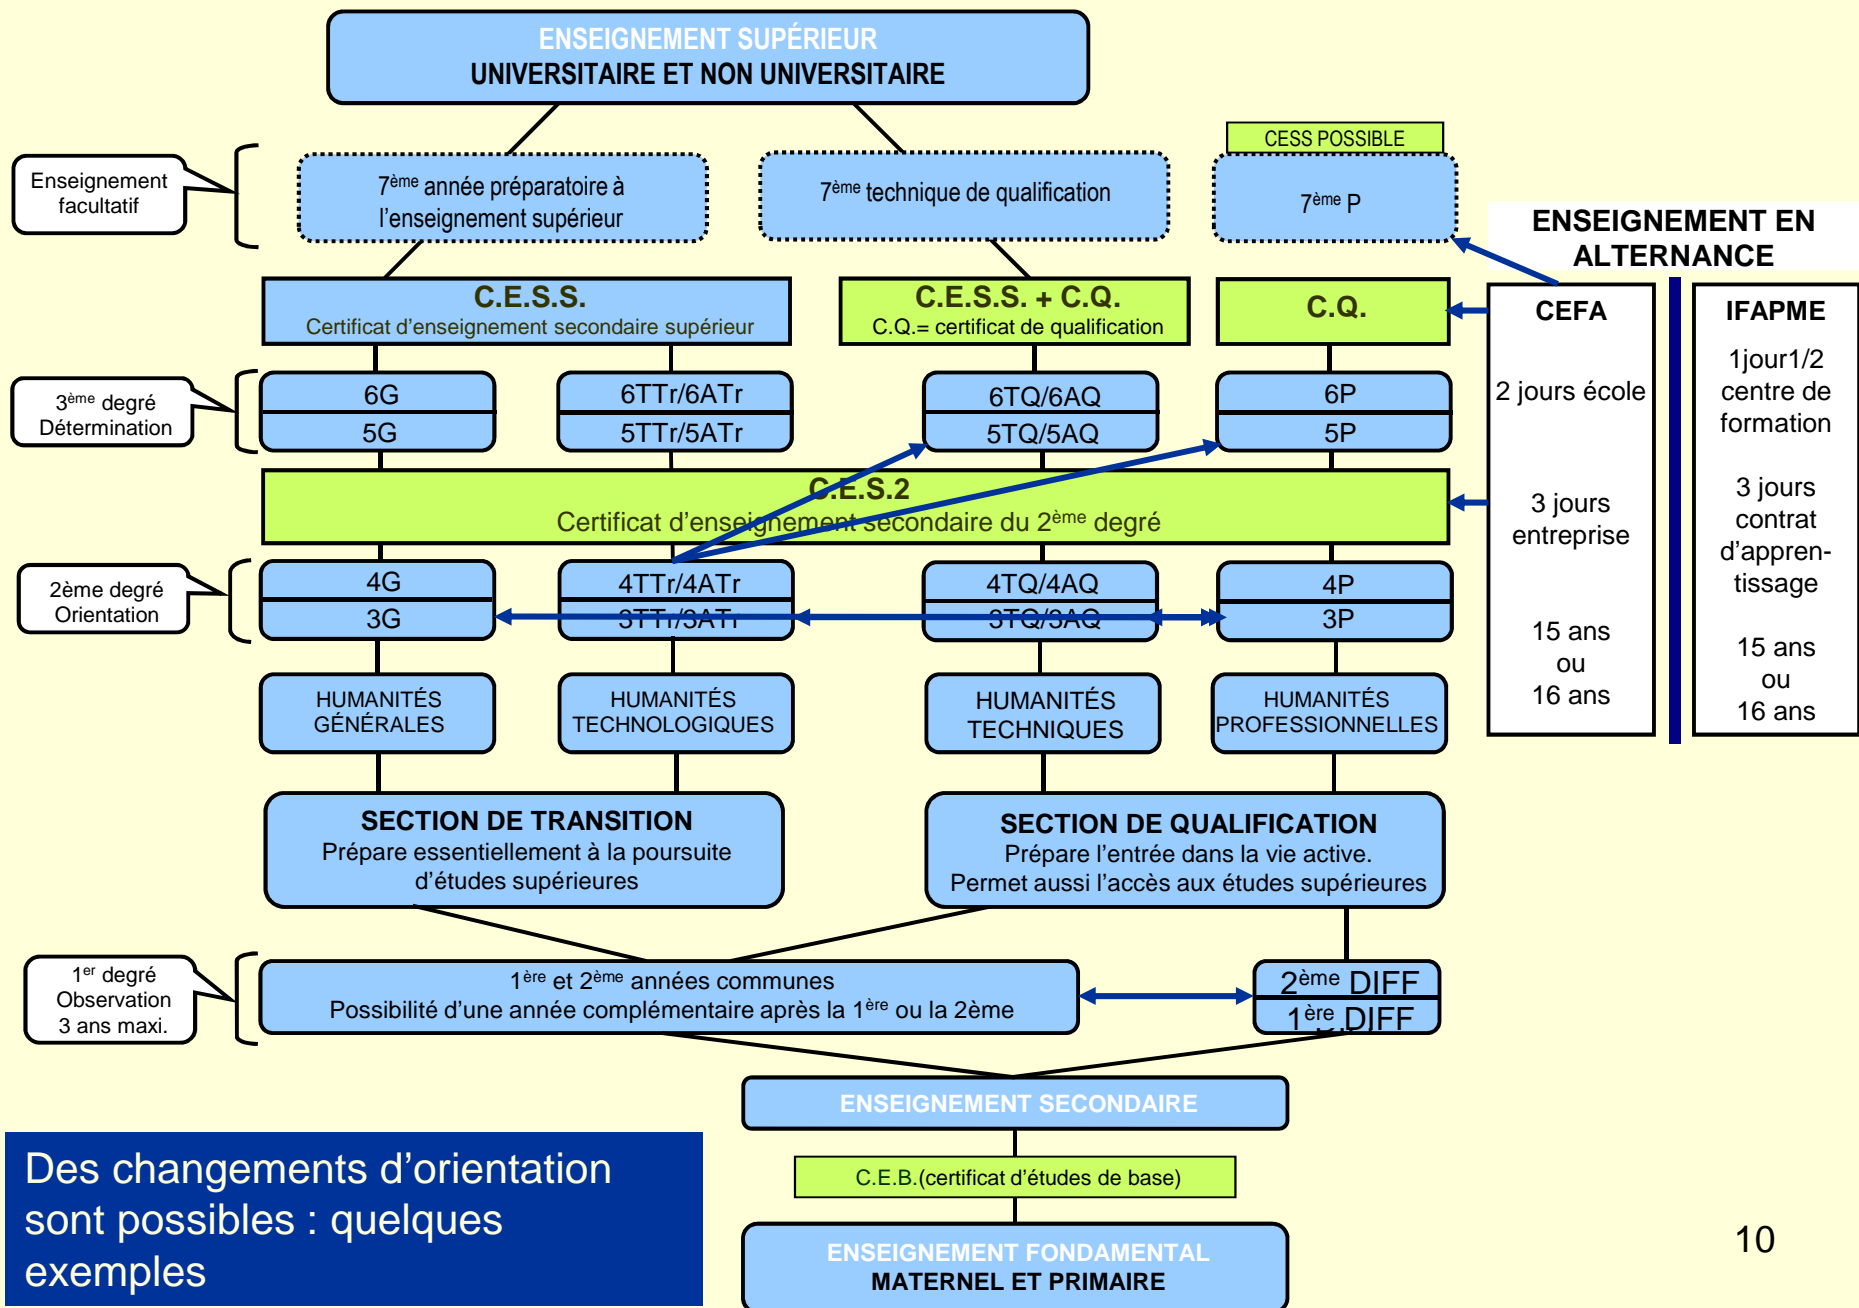 ENSEIGNEMENT SUPÉRIEUR
UNIVERSITAIRE ET NON UNIVERSITAIRE
CESS POSSIBLE
Enseignement
facultatif
7ème année préparatoire à
l'enseignement supérieur
7ème technique de qualification
7ème P
ENSEIGNEMENT EN
ALTERNANCE
C.E.S.S.
Certificat d'enseignement secondaire supérieur
C.E.S.S. + C.Q.
C.Q.= certificat de qualification
C.Q.
CEFA
2 jours école
3 jours
entreprise
15 ans
ou
16 ans
IFAPME
1jour1/2
centre de
formation
3 jours
contrat
d'appren-
tissage
15 ans
ou
16 ans
3ème degré
Détermination
6G
5G
6TTr/6ATr
5TTr/5ATr
6TQ/6AQ
5TQ/5AQ
6P
5P
C.E.S.2
Certificat d'enseignement secondaire du 2ème degré
2ème degré
Orientation
4G
3G
4TTr/4ATr
3TTr/3ATr
4TQ/4AQ
3TQ/3AQ
4P
3P
HUMANITÉS
GÉNÉRALES
HUMANITÉS
TECHNOLOGIQUES
HUMANITÉS
TECHNIQUES
HUMANITÉS
PROFESSIONNELLES
SECTION DE TRANSITION
Prépare essentiellement à la poursuite
d'études supérieures
SECTION DE QUALIFICATION
Prépare l'entrée dans la vie active.
Permet aussi l'accès aux études supérieures
1er degré
Observation
3 ans maxi.
1ère et 2ème années communes
Possibilité d'une année complémentaire après la 1ère ou la 2ème
2ème DIFF
1ère DIFF
ENSEIGNEMENT SECONDAIRE
C.E.B.(certificat d'études de base)
ENSEIGNEMENT FONDAMENTAL
MATERNEL ET PRIMAIRE
Des changements d'orientation
sont possibles : quelques
exemples
10